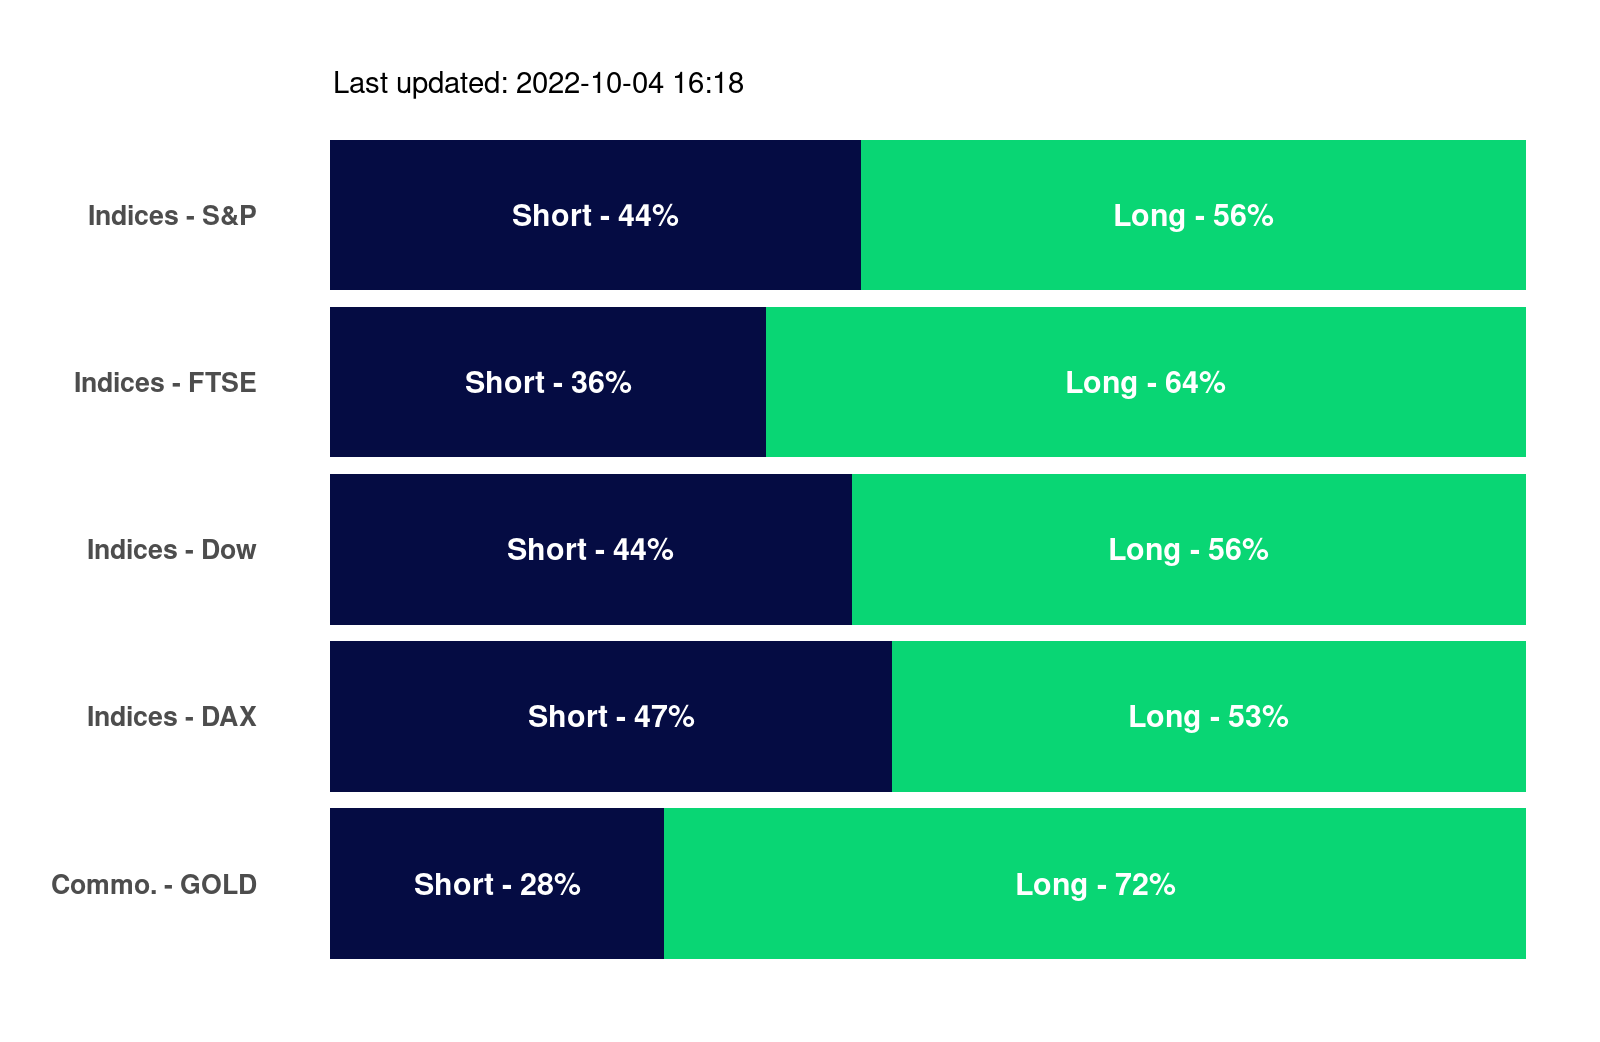 Last updated: 2022-10-04 16:18
Indices - S&P Short - 44% Long - 56%
Indices - FTSE Short - 36% Long - 64%
Indices - Dow Short - 44% Long - 56%
Indices - DAX Short - 47% Long - 53%
Commo. - GOLD Short - 28% Long - 72%